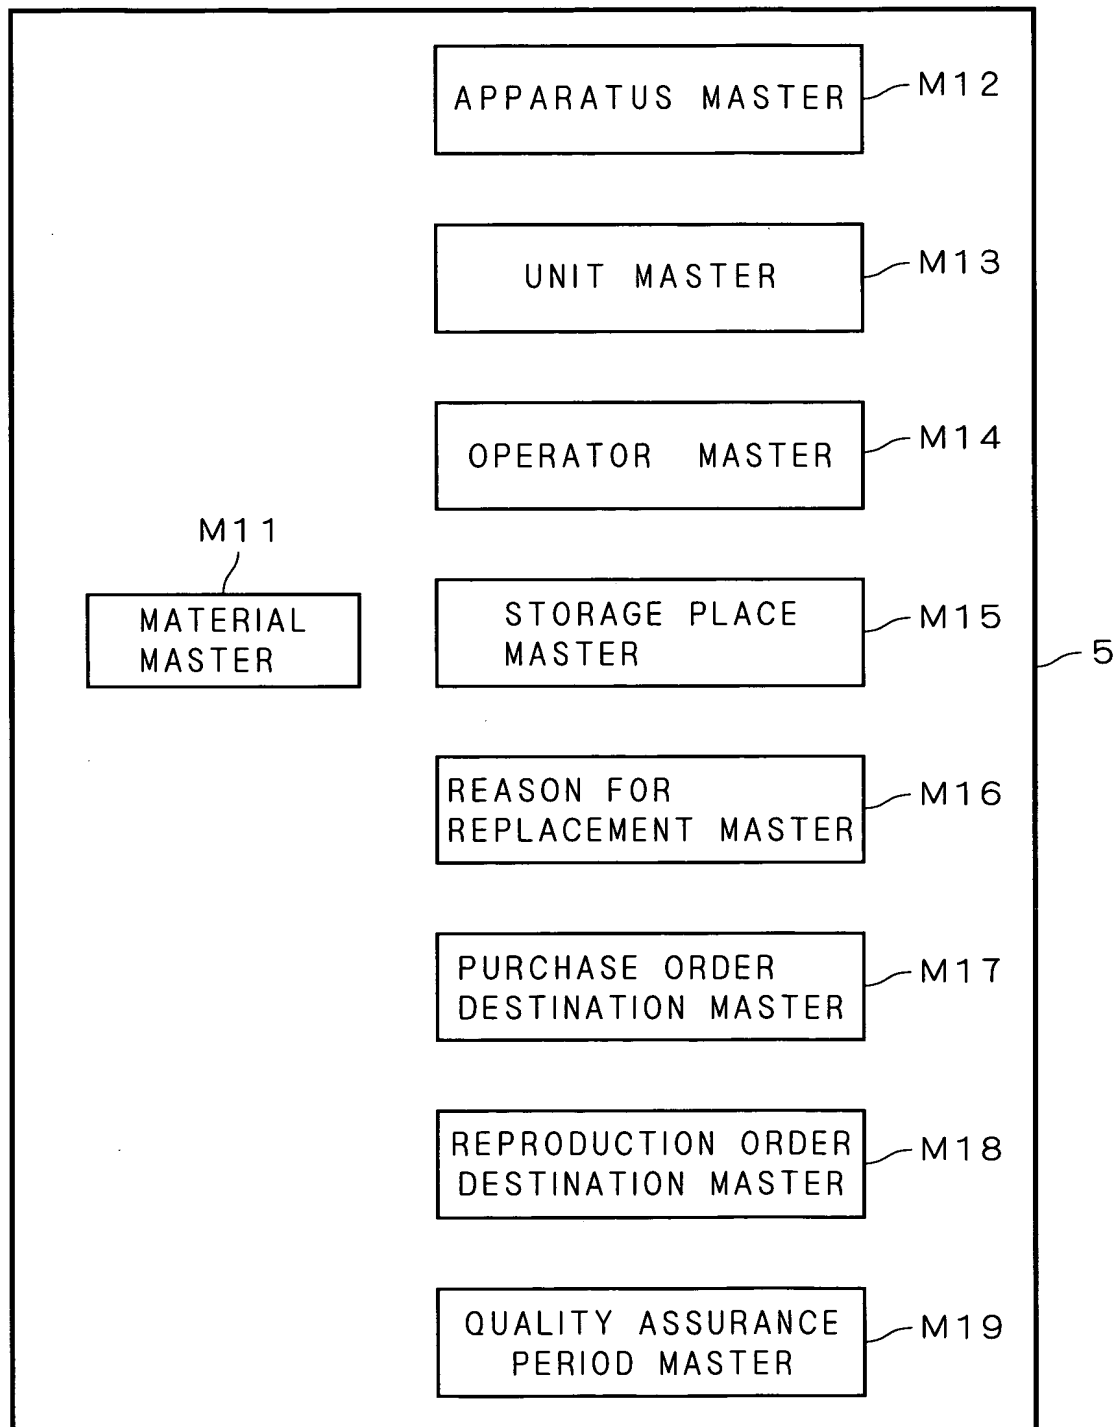 APPARATUS MASTER
M12
UNIT MASTER
M13
OPERATOR MASTER
M14
M11
MATERIAL
MASTER
STORAGE PLACE
MASTER
M15
5
REASON FOR
REPLACEMENT MASTER
M16
PURCHASE ORDER
DESTINATION MASTER
M17
REPRODUCTION ORDER
DESTINATION MASTER
M18
QUALITY ASSURANCE
PERIOD MASTER
M19